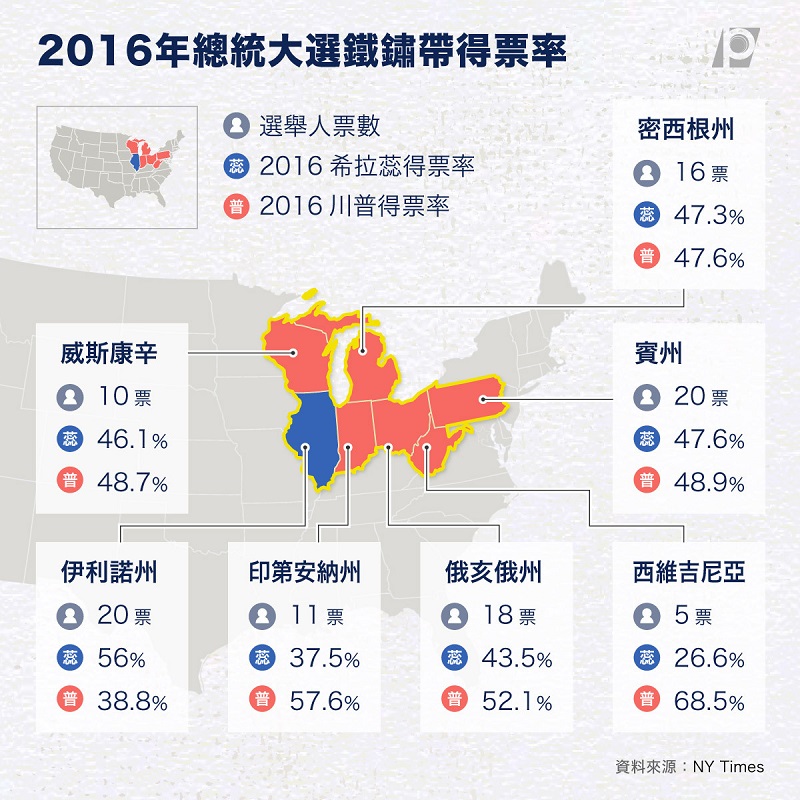 2016年總統大選鐵鏽帶得票率
選舉人票數
蕊 2016 希拉蕊得票率
普 2016 川普得票率
密西根州
16 票
蕊 47.3%
普 47.6%
威斯康辛
10 票
蕊 46.1%
普 48.7%
賓州
20 票
蕊 47.6%
普 48.9%
伊利諾州
20 票
蕊 56%
普 38.8%
印第安納州
11 票
蕊 37.5%
普 57.6%
俄亥俄州
18 票
蕊 43.5%
普 52.1%
西維吉尼亞
5 票
蕊 26.6%
普 68.5%
資料來源：NY Times